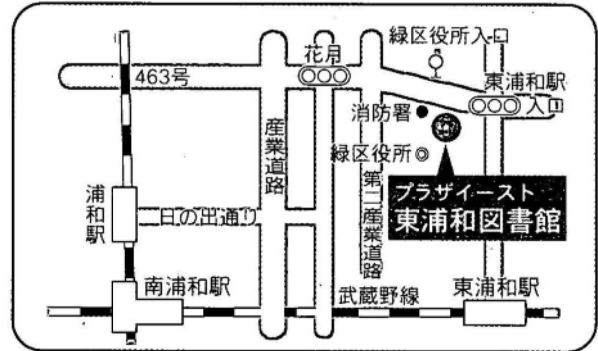 緑区役所入口
花月
463号
東浦和駅
入口
消防署
産業道路
緑区役所
第二産業道路
プラザイースト
東浦和図書館
浦和駅
日の出通り
南浦和駅
武蔵野線
東浦和駅